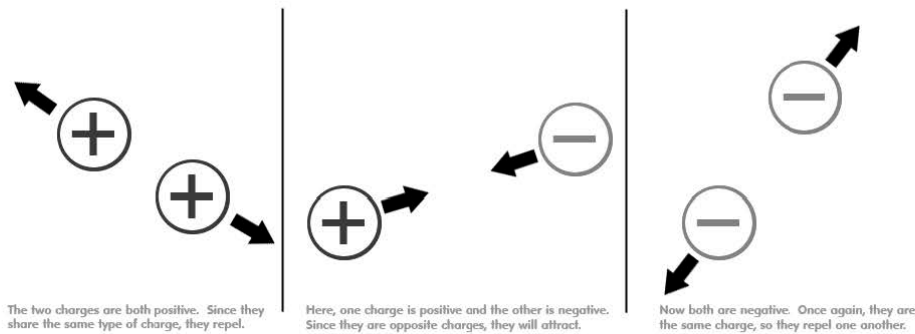 The two charges are both positive.  Since they
share the same type of charge, they repel.
Here, one charge is positive and the other is negative.
Since they are opposite charges, they will attract.
Now both are negative.  Once again, they are
the same charge, so they repel one another.